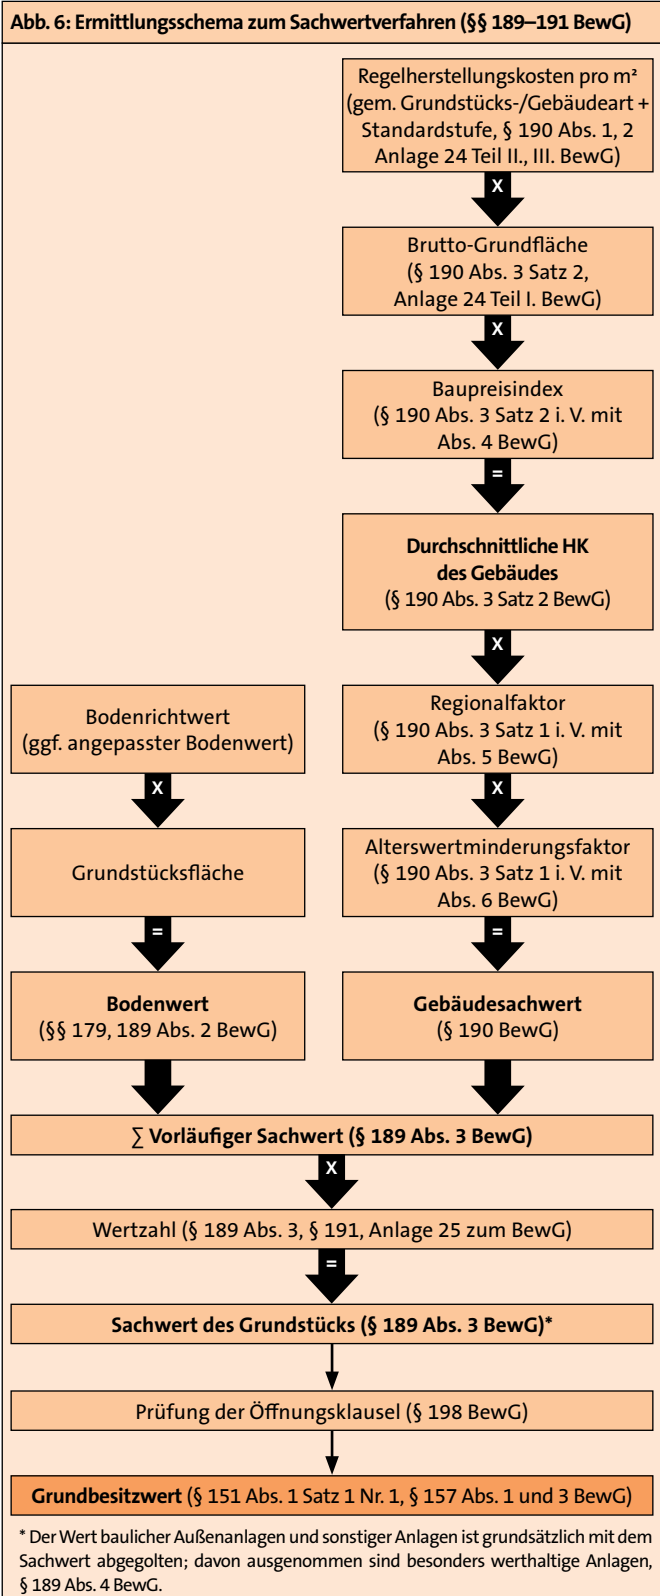 Abb. 6: Ermittlungsschema zum Sachwertverfahren (§§ 189–191 BewG)
Regelherstellungskosten pro m²
(gem. Grundstücks-/Gebäudeart +
Standardstufe, § 190 Abs. 1, 2
Anlage 24 Teil II., III. BewG)
X
Brutto-Grundfläche
(§ 190 Abs. 3 Satz 2,
Anlage 24 Teil I. BewG)
X
Baupreisindex
(§ 190 Abs. 3 Satz 2 i. V. mit
Abs. 4 BewG)
=
Durchschnittliche HK
des Gebäudes
(§ 190 Abs. 3 Satz 2 BewG)
X
Bodenrichtwert
(ggf. angepasster Bodenwert)
X
Grundstücksfläche
=
Bodenwert
(§§ 179, 189 Abs. 2 BewG)
Regionalfaktor
(§ 190 Abs. 3 Satz 1 i. V. mit
Abs. 5 BewG)
X
Alterswertminderungsfaktor
(§ 190 Abs. 3 Satz 1 i. V. mit
Abs. 6 BewG)
=
Gebäudesachwert
(§ 190 BewG)
∑ Vorläufiger Sachwert (§ 189 Abs. 3 BewG)
X
Wertzahl (§ 189 Abs. 3, § 191, Anlage 25 zum BewG)
=
Sachwert des Grundstücks (§ 189 Abs. 3 BewG)*
Prüfung der Öffnungsklausel (§ 198 BewG)
Grundbesitzwert (§ 151 Abs. 1 Satz 1 Nr. 1, § 157 Abs. 1 und 3 BewG)
* Der Wert baulicher Außenanlagen und sonstiger Anlagen ist grundsätzlich mit dem
Sachwert abgegolten; davon ausgenommen sind besonders werthaltige Anlagen,
§ 189 Abs. 4 BewG.